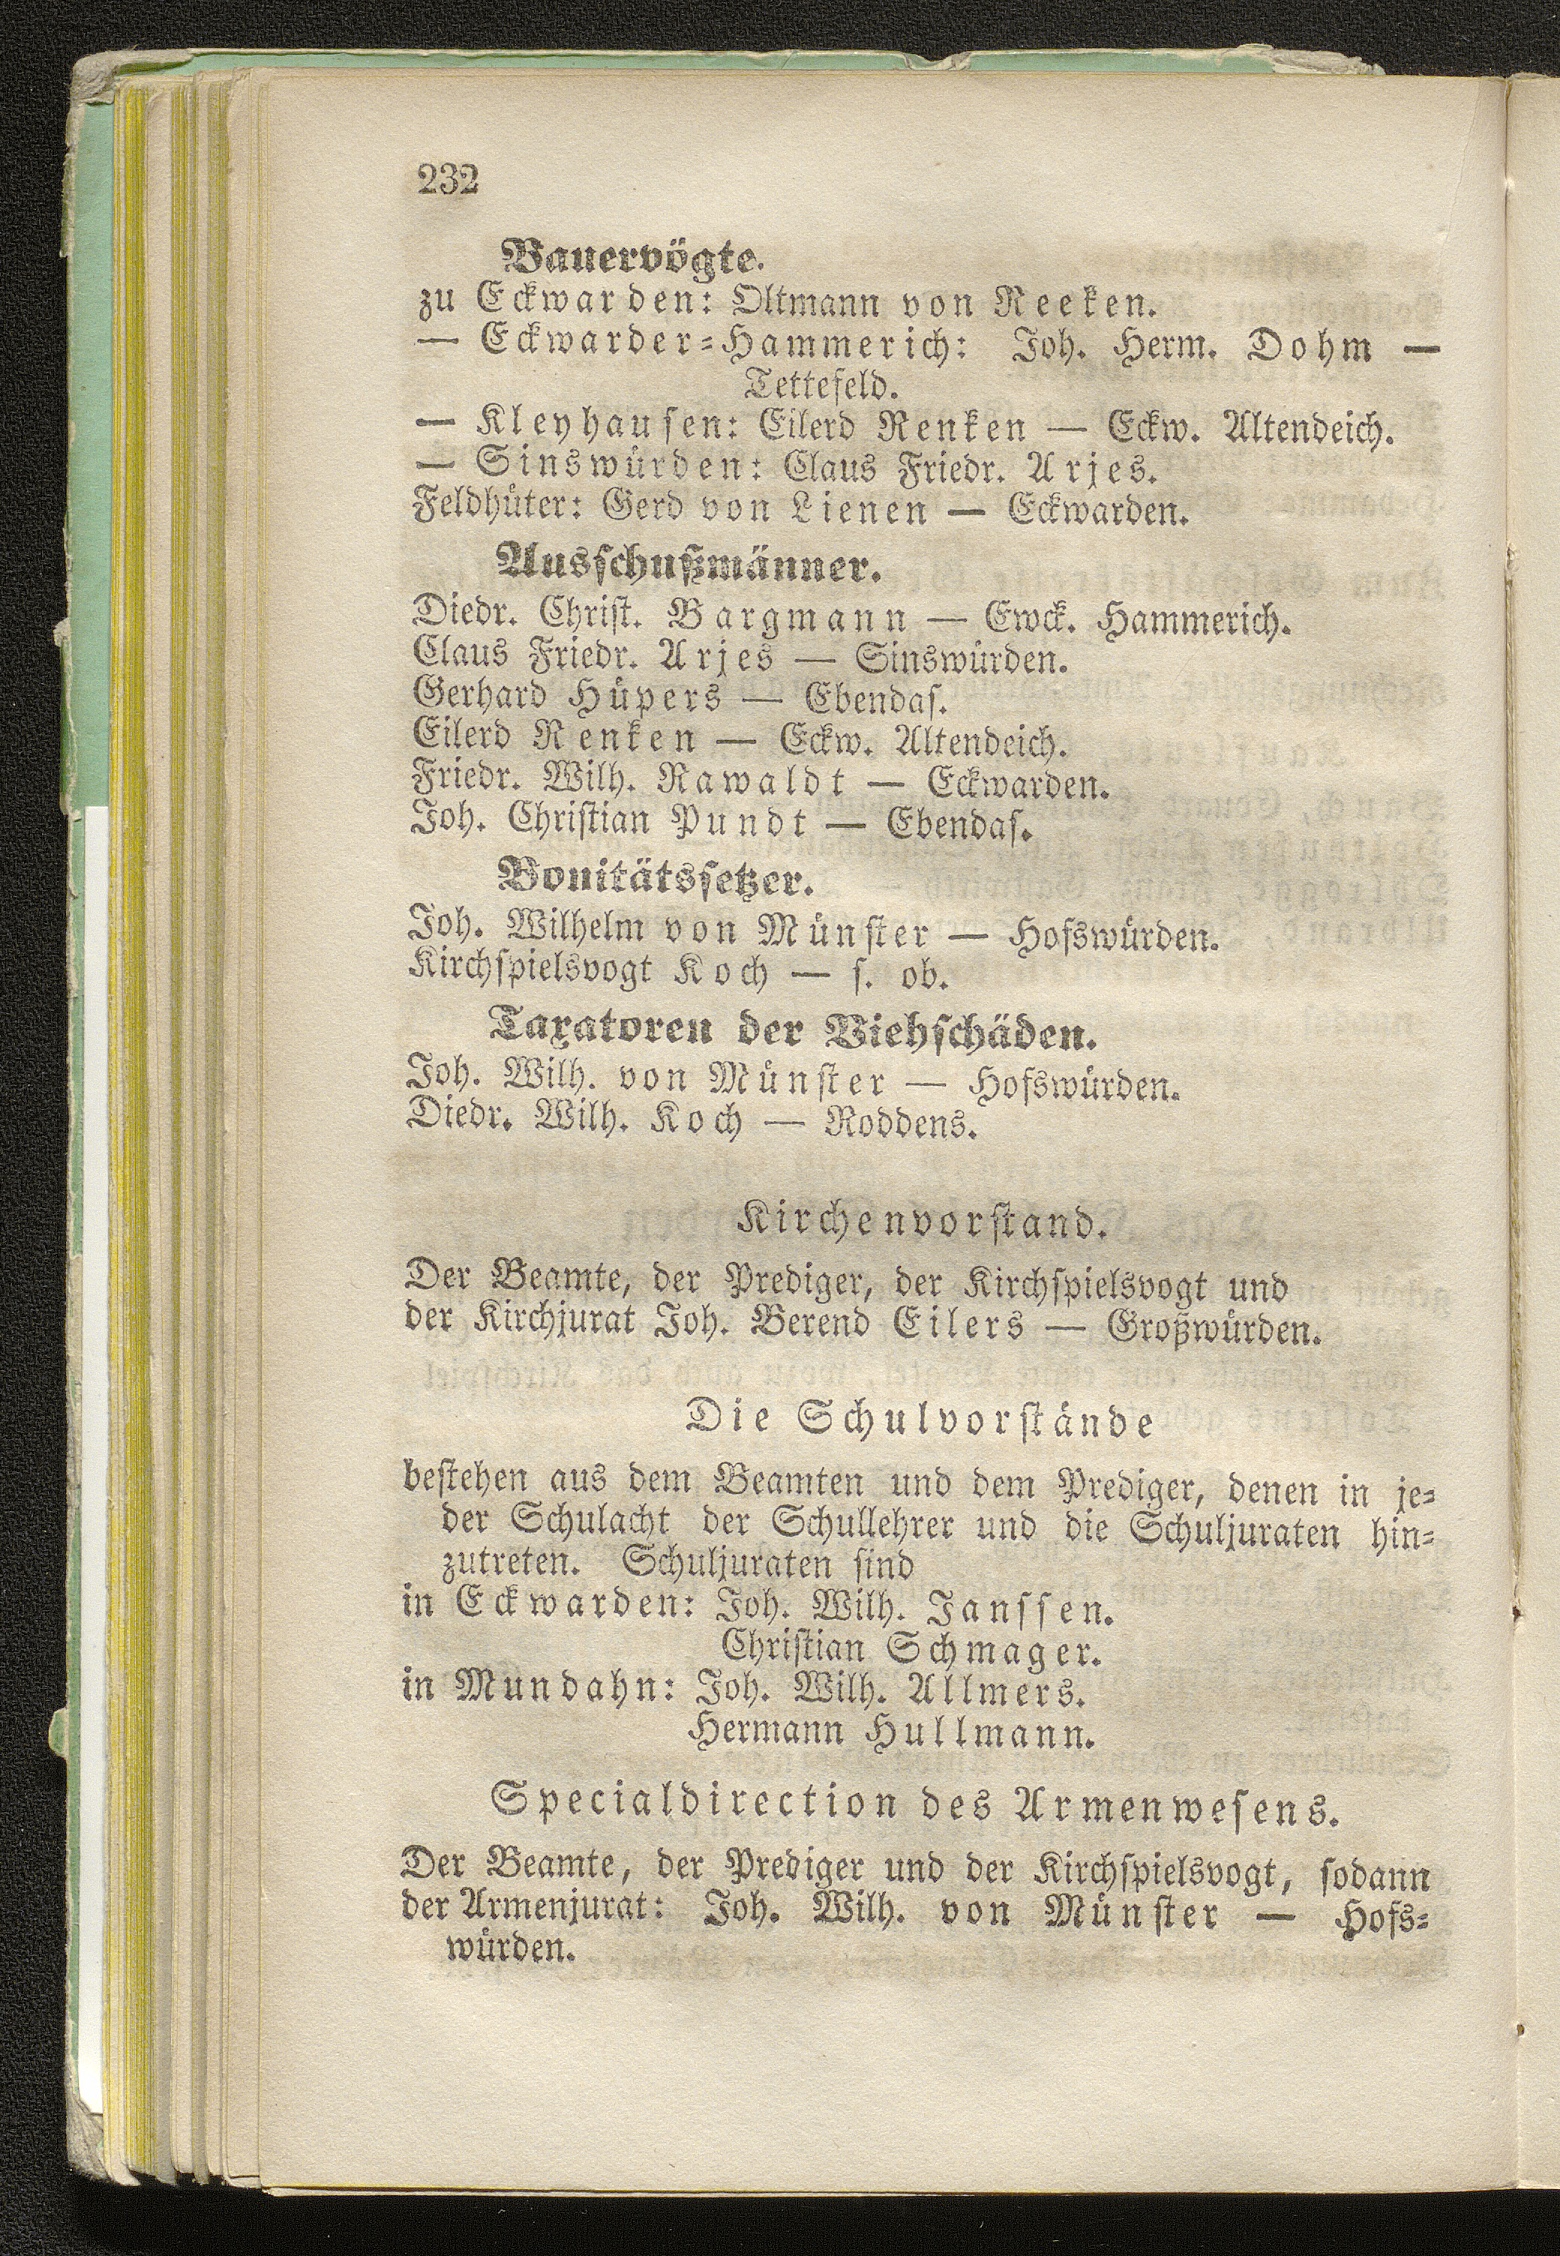 232
Bauervögte.
zu Eckwarden: Oltmann von Reeken.
— Eckwarder=Hammerich: Joh. Herm. Dohm —
Tettefeld.
— Kleyhausen: Eilerd Renken — Eckw. Altendeich.
— Sinswürden: Claus Friedr. Arjes.
Feldhüter: Gerd von Lienen — Eckwarden.
Ausschußmänner.
Diedr. Christ. Bargmann — Ewck. Hammerich.
Claus Friedr. Arjes — Sinswürden.
Gerhard Hüpers — Ebendas.
Eilerd Renken — Eckw. Altendeich.
Friedr. Wilh. Rawaldt — Eckwarden.
Joh. Christian Pundt — Ebendas.
Bonitätssetzer.
Joh. Wilhelm von Münster — Hofswürden.
Kirchspielsvogt Koch — s. ob.
Taxatoren der Viehschäden.
Joh. Wilh. von Münster — Hofswürden.
Diedr. Wilh. Koch — Roddens.
Kirchenvorstand.
Der Beamte, der Prediger, der Kirchspielsvogt und
der Kirchjurat Joh. Berend Eilers — Großwürden.
Die Schulvorstände
bestehen aus dem Beamten und dem Prediger, denen in je=
der Schulacht der Schullehrer und die Schuljuraten hin=
zutreten. Schuljuraten sind
in Eckwarden: Joh. Wilh. Janssen.
Christian Schmager.
in Mundahn: Joh. Wilh. Allmers.
Hermann Hullmann.
Specialdirection des Armenwesens.
Der Beamte, der Prediger und der Kirchspielsvogt, sodann
der Armenjurat: Joh. Wilh. von Münster — Hofs=
würden.